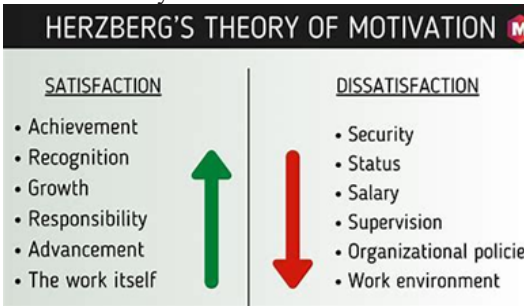 HERZBERG'S THEORY OF MOTIVATION M
SATISFACTION
• Achievement
• Recognition
• Growth
• Responsibility
• Advancement
• The work itself
DISSATISFACTION
• Security
• Status
• Salary
• Supervision
• Organizational policie
• Work environment